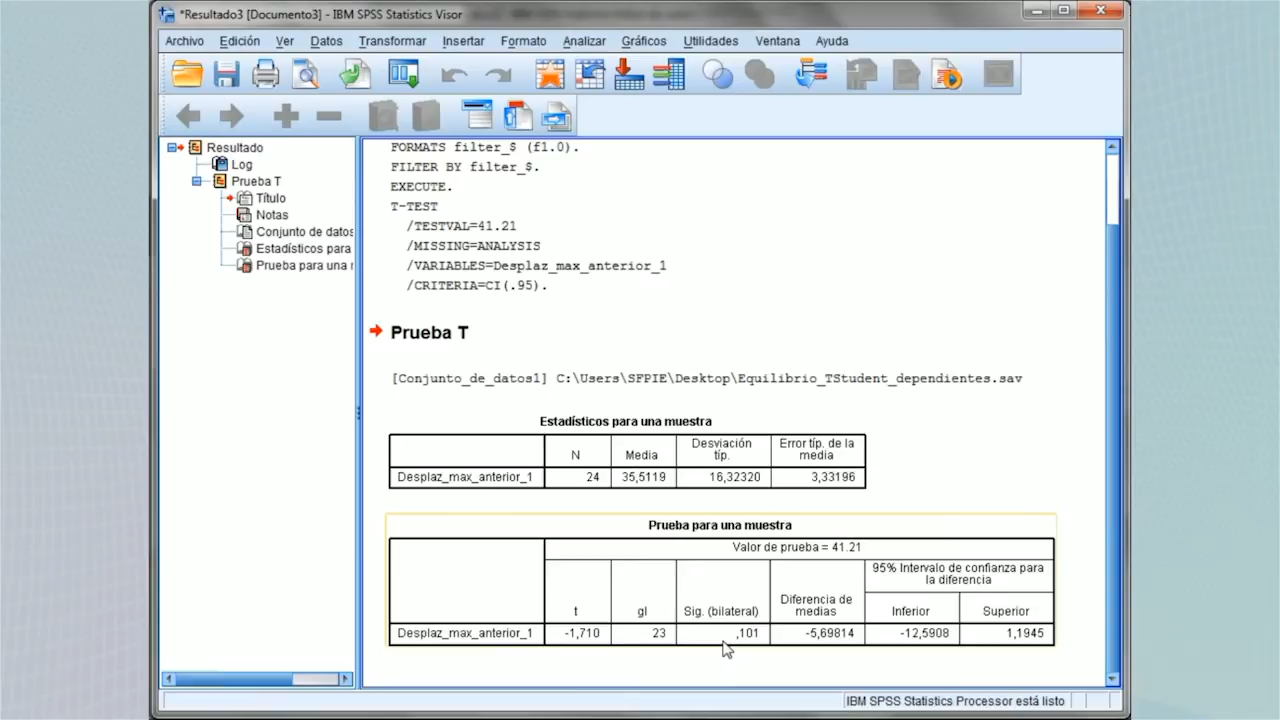 *Resultado3 [Documento3] - IBM SPSS Statistics Visor
Archivo Edición Ver Datos Transformar Insertar Formato Analizar Gráficos Utilidades Ventana Ayuda
Resultado
Log
Prueba T
Título
Notas
Conjunto de datos
Estadísticos para
Prueba para una
FORMATS filter_$ (f1.0).
FILTER BY filter_$.
EXECUTE.
T-TEST
/TESTVAL=41.21
/MISSING=ANALYSIS
/VARIABLES=Desplaz_max_anterior_1
/CRITERIA=CI(.95).
Prueba T
[Conjunto_de_datos1] C:\Users\SFPIE\Desktop\Equilibrio_TStudent_dependientes.sav
Estadísticos para una muestra
N Media Desviación típ. Error típ. de la media
Desplaz_max_anterior_1 24 35,5119 16,32320 3,33196
Prueba para una muestra
Valor de prueba = 41.21
95% Intervalo de confianza para la diferencia
t gl Sig. (bilateral) Diferencia de medias Inferior Superior
Desplaz_max_anterior_1 -1,710 23 ,101 -5,69814 -12,5908 1,1945
IBM SPSS Statistics Processor está listo